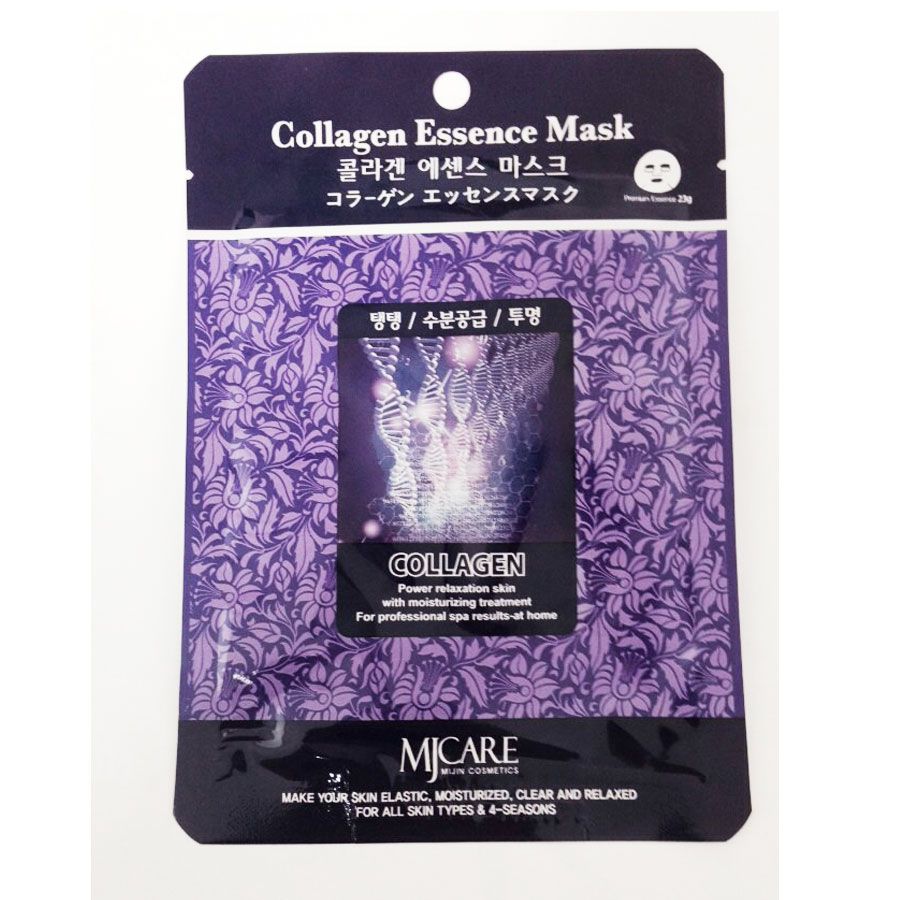 Collagen Essence Mask
콜라겐 에센스 마스크
コラーゲン エッセンスマスク
Premium Essence 23g
탱탱 / 수분공급 / 투명
COLLAGEN
Power relaxation skin
with moisturizing treatment
For professional spa results-at home
MJCARE
MIJIN COSMETICS
MAKE YOUR SKIN ELASTIC, MOISTURIZED, CLEAR AND RELAXED
FOR ALL SKIN TYPES & 4-SEASONS